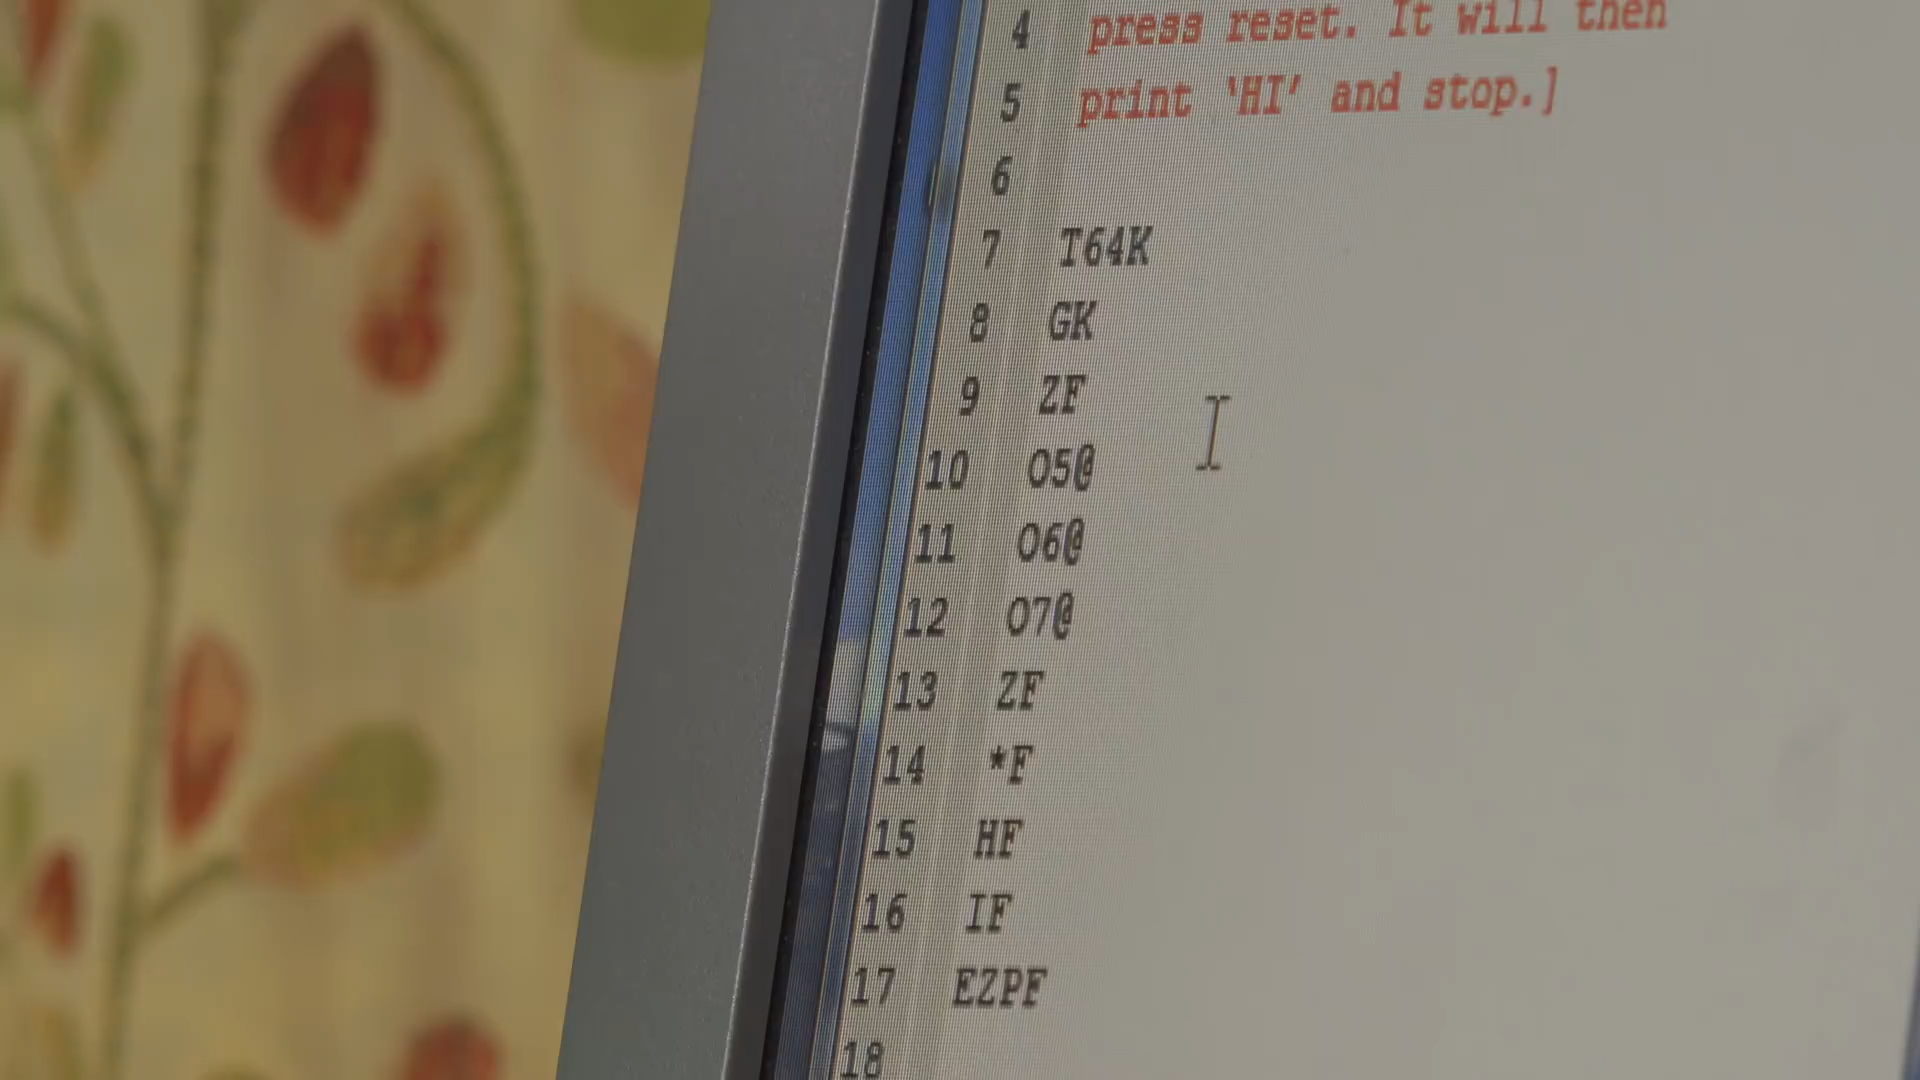 4 press reset. It will then
5 print 'HI' and stop.]
6
7 T64K
8 GK
9 ZF
10 O5@
11 O6@
12 O7@
13 ZF
14 *F
15 HF
16 IF
17 EZPF
18